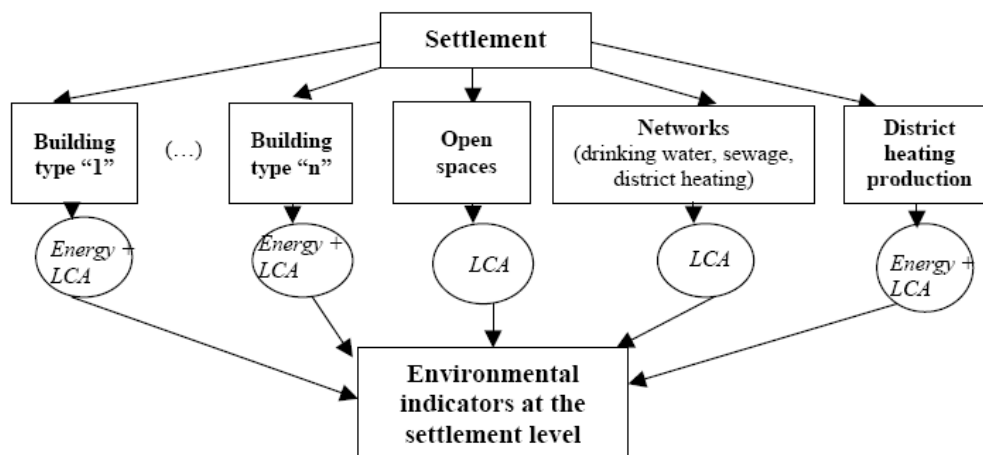 Settlement
Building
type “1”
(…)
Building
type “n”
Open
spaces
Networks
(drinking water, sewage,
district heating)
District
heating
production
Energy +
LCA
Energy +
LCA
LCA
LCA
Energy +
LCA
Environmental
indicators at the
settlement level